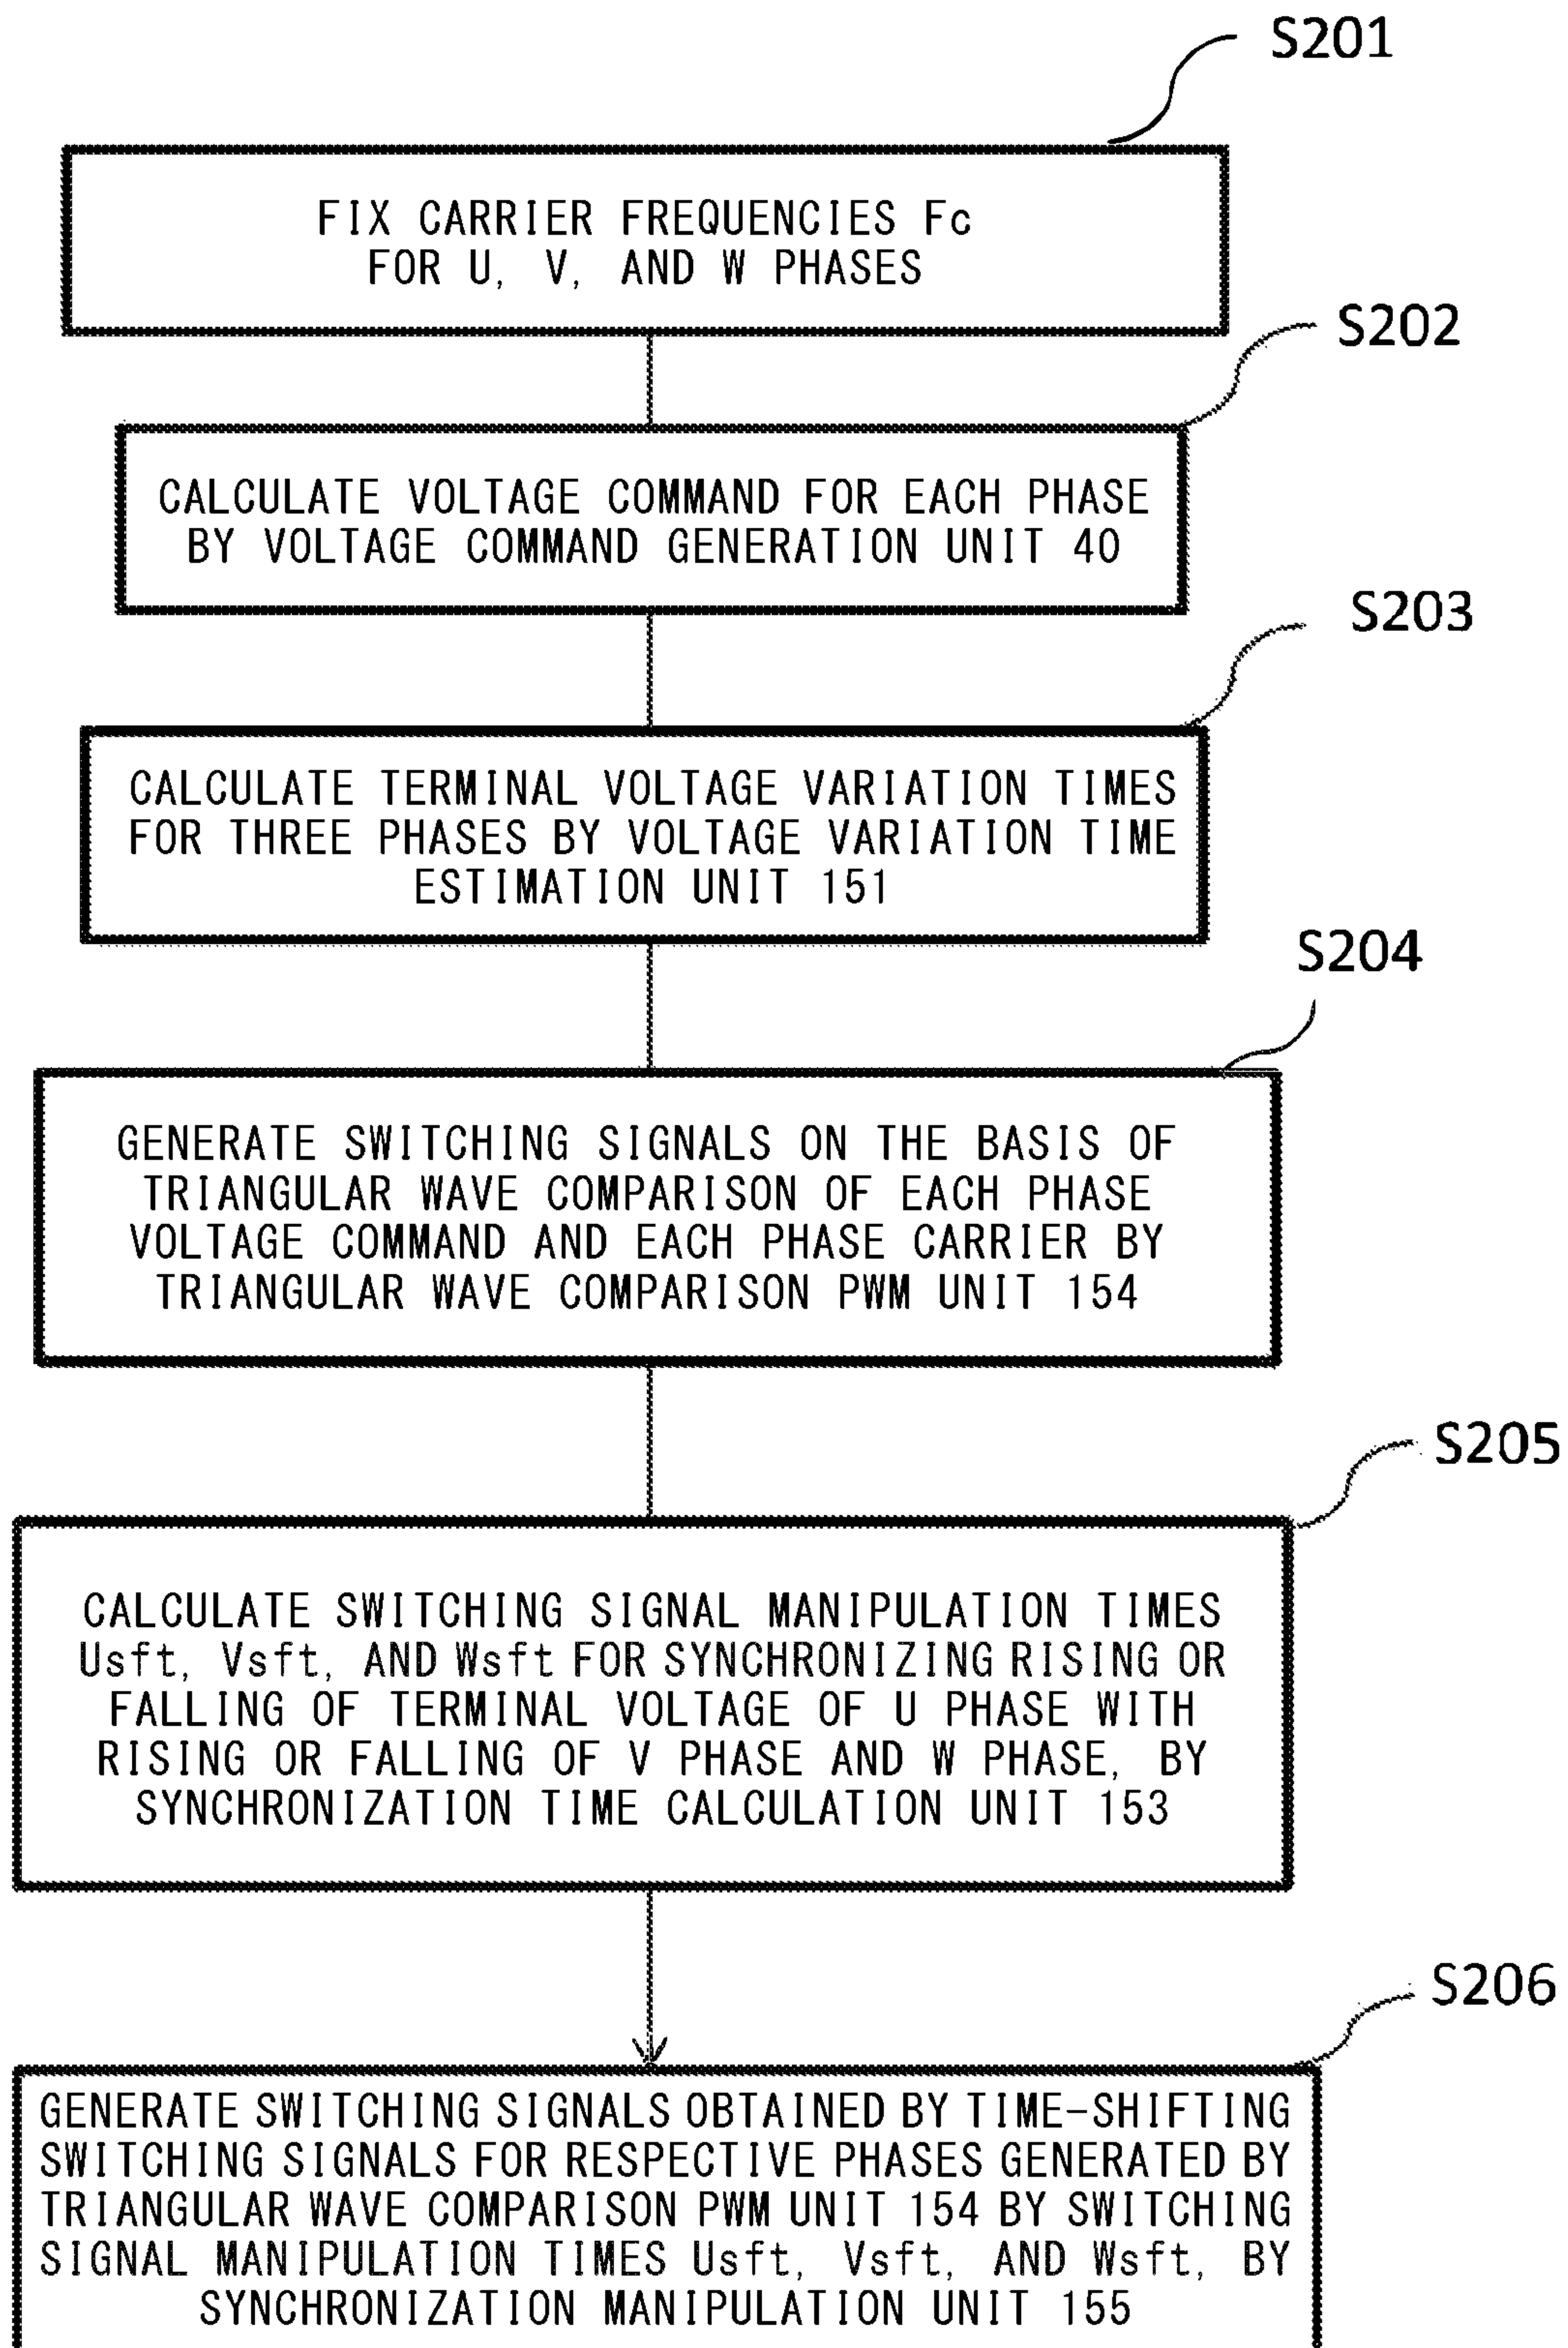 S201
FIX CARRIER FREQUENCIES Fc
FOR U, V, AND W PHASES
S202
CALCULATE VOLTAGE COMMAND FOR EACH PHASE
BY VOLTAGE COMMAND GENERATION UNIT 40
S203
CALCULATE TERMINAL VOLTAGE VARIATION TIMES
FOR THREE PHASES BY VOLTAGE VARIATION TIME
ESTIMATION UNIT 151
S204
GENERATE SWITCHING SIGNALS ON THE BASIS OF
TRIANGULAR WAVE COMPARISON OF EACH PHASE
VOLTAGE COMMAND AND EACH PHASE CARRIER BY
TRIANGULAR WAVE COMPARISON PWM UNIT 154
S205
CALCULATE SWITCHING SIGNAL MANIPULATION TIMES
Usft, Vsft, AND Wsft FOR SYNCHRONIZING RISING OR
FALLING OF TERMINAL VOLTAGE OF U PHASE WITH
RISING OR FALLING OF V PHASE AND W PHASE, BY
SYNCHRONIZATION TIME CALCULATION UNIT 153
S206
GENERATE SWITCHING SIGNALS OBTAINED BY TIME-SHIFTING
SWITCHING SIGNALS FOR RESPECTIVE PHASES GENERATED BY
TRIANGULAR WAVE COMPARISON PWM UNIT 154 BY SWITCHING
SIGNAL MANIPULATION TIMES Usft, Vsft, AND Wsft, BY
SYNCHRONIZATION MANIPULATION UNIT 155